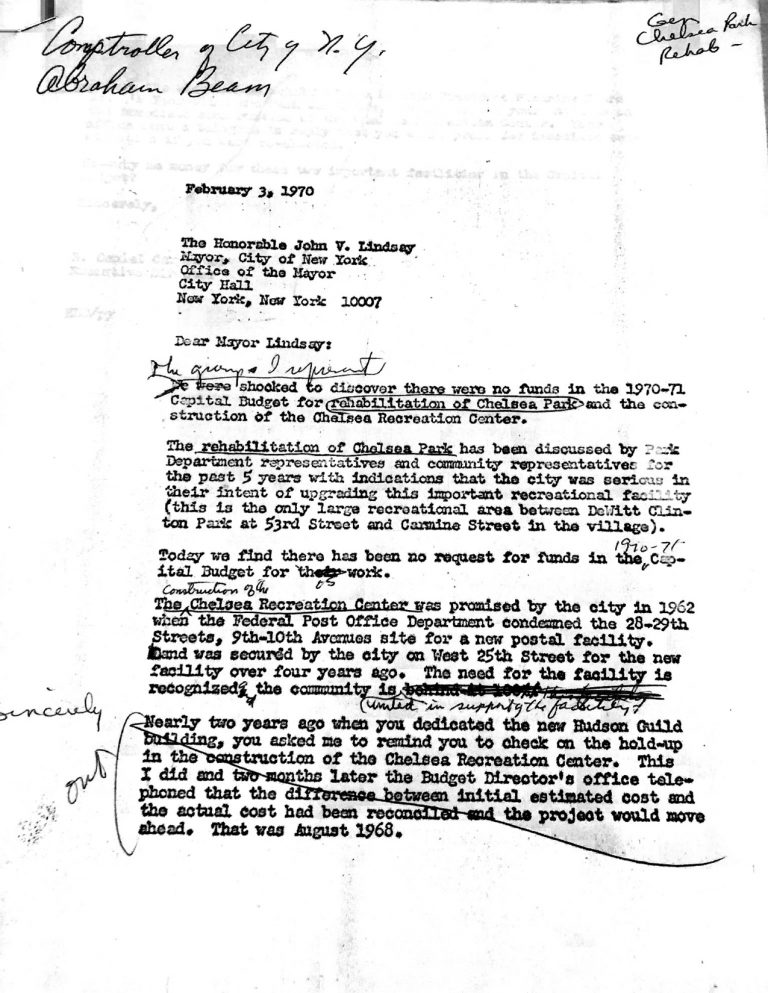 Comptroller of City of N.Y.
Abraham Beam
Gen
Chelsea Park
Rehab –
February 3, 1970
The Honorable John V. Lindsay
Mayor, City of New York
Office of the Mayor
City Hall
New York, New York 10007
Dear Mayor Lindsay:
The groups I represent
We were shocked to discover there were no funds in the 1970-71
Capital Budget for rehabilitation of Chelsea Park and the con-
struction of the Chelsea Recreation Center.
The rehabilitation of Chelsea Park has been discussed by Park
Department representatives and community representatives for
the past 5 years with indications that the city was serious in
their intent of upgrading this important recreational facility
(this is the only large recreational area between DeWitt Clin-
ton Park at 53rd Street and Carmine Street in the village).
1970-71
Today we find there has been no request for funds in the Cap-
ital Budget for work.
Construction of the
The Chelsea Recreation Center was promised by the city in 1962
when the Federal Post Office Department condemned the 28-29th
Streets, 9th-10th Avenues site for a new postal facility.
Land was secured by the city on West 25th Street for the new
facility over four years ago. The need for the facility is
recognized, the community is behind it 100%
united in support of the facility
Sincerely
out
Nearly two years ago when you dedicated the new Hudson Guild
building, you asked me to remind you to check on the hold-up
in the construction of the Chelsea Recreation Center. This
I did and two months later the Budget Director's office tele-
phoned that the difference between initial estimated cost and
the actual cost had been reconciled and the project would move
ahead. That was August 1968.